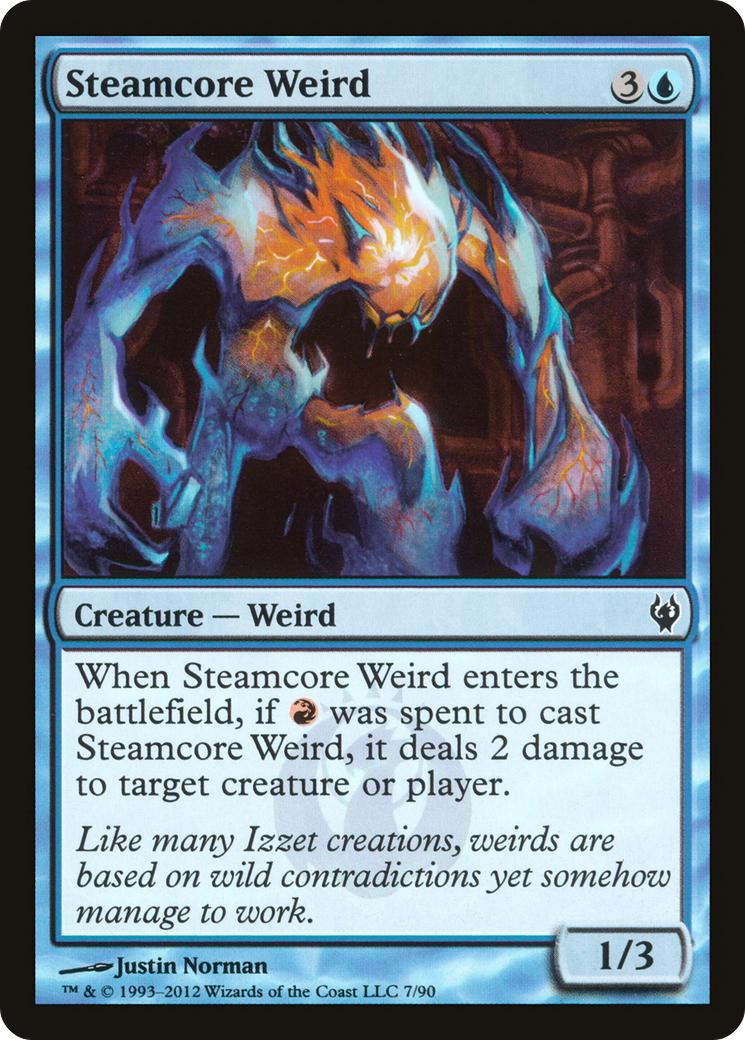 Steamcore Weird 3
Creature — Weird
When Steamcore Weird enters the
battlefield, if was spent to cast
Steamcore Weird, it deals 2 damage
to target creature or player.
Like many Izzet creations, weirds are
based on wild contradictions yet somehow
manage to work.
1/3
Justin Norman
™ & © 1993–2012 Wizards of the Coast LLC 7/90